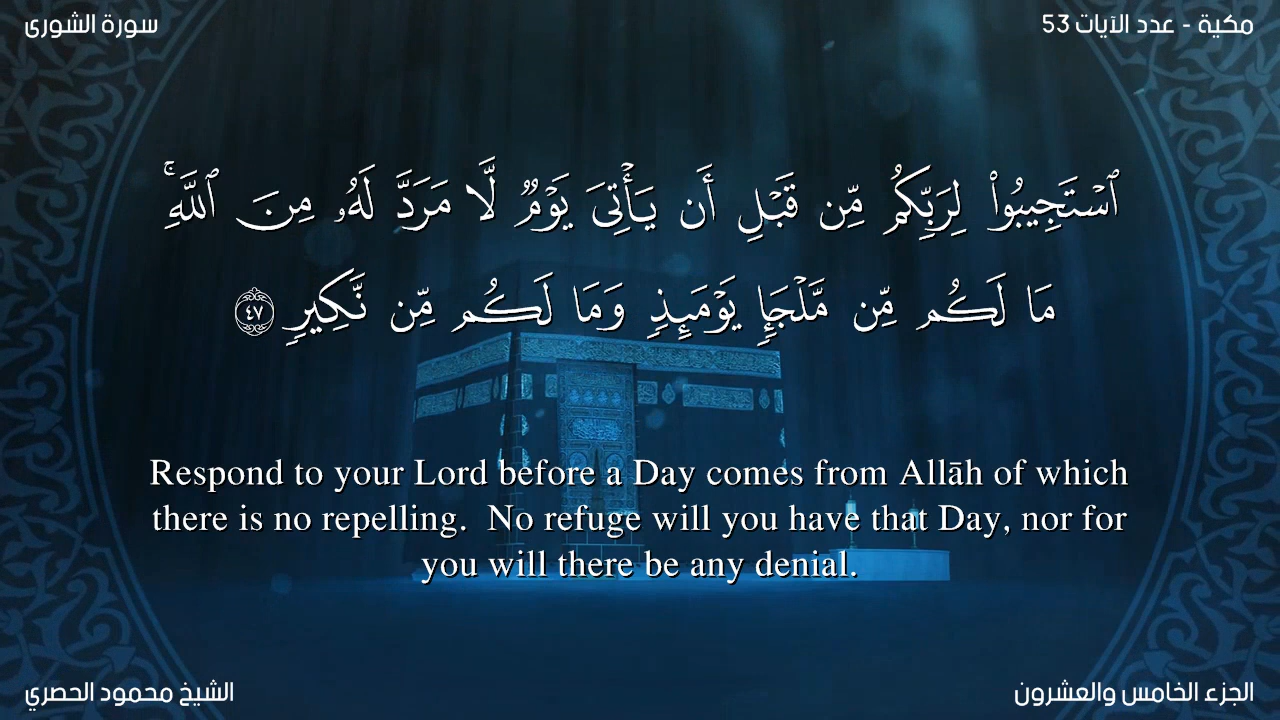 سورة الشورى
مكية - عدد الآيات 53
ٱسْتَجِيبُوا۟ لِرَبِّكُم مِّن قَبْلِ أَن يَأْتِىَ يَوْمٌ لَّا مَرَدَّ لَهُۥ مِنَ ٱللَّهِ ۚ
مَا لَكُم مِّن مَّلْجَإٍ يَوْمَئِذٍ وَمَا لَكُم مِّن نَّكِيرٍ ٤٧
Respond to your Lord before a Day comes from Allāh of which
there is no repelling.  No refuge will you have that Day, nor for
you will there be any denial.
الشيخ محمود الحصري
الجزء الخامس والعشرون